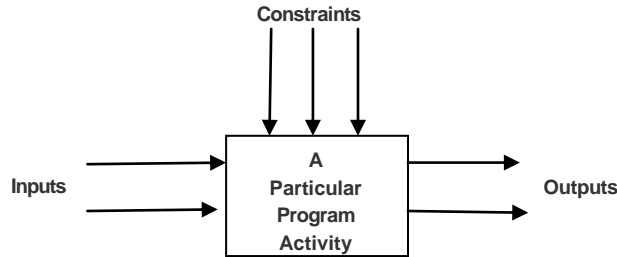 Constraints
Inputs
A
Particular
Program
Activity
Outputs